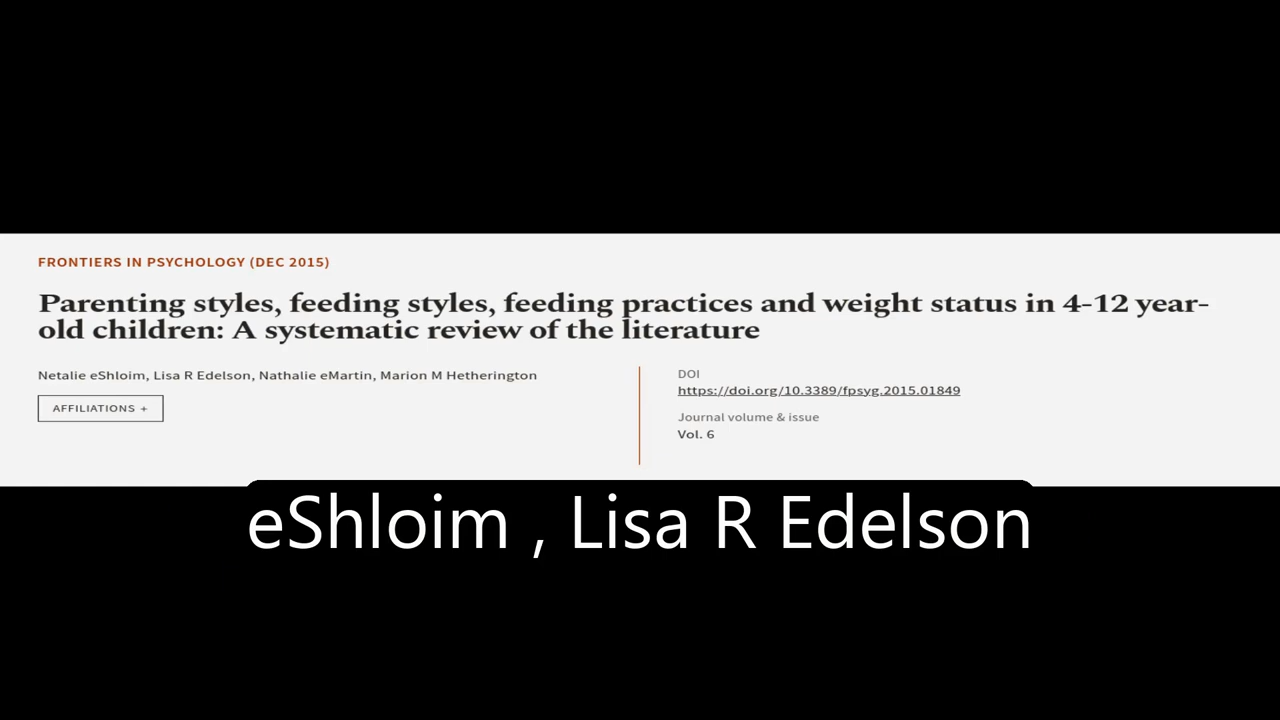 FRONTIERS IN PSYCHOLOGY (DEC 2015)
Parenting styles, feeding styles, feeding practices and weight status in 4-12 year-
old children: A systematic review of the literature
Netalie eShloim, Lisa R Edelson, Nathalie eMartin, Marion M Hetherington
AFFILIATIONS +
DOI
https://doi.org/10.3389/fpsyg.2015.01849
Journal volume & issue
Vol. 6
eShloim , Lisa R Edelson